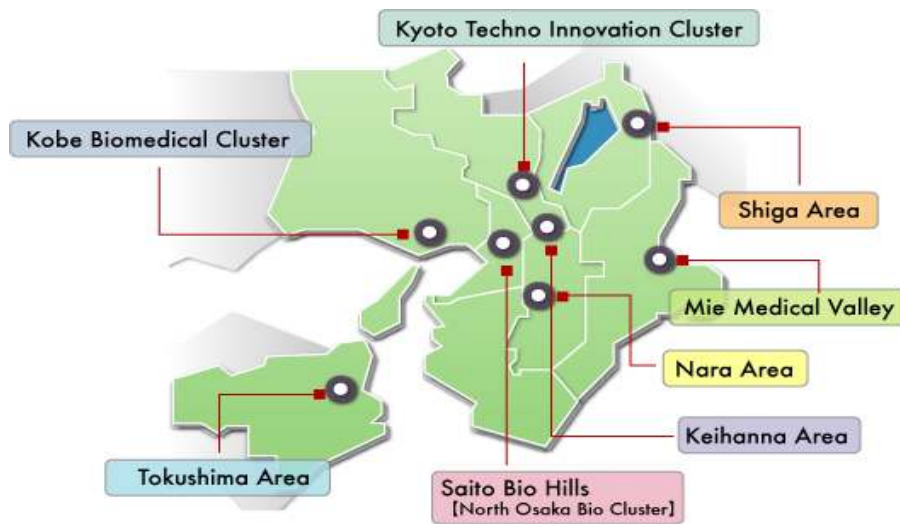 Kyoto Techno Innovation Cluster
Kobe Biomedical Cluster
Shiga Area
Mie Medical Valley
Nara Area
Keihanna Area
Tokushima Area
Saito Bio Hills
[North Osaka Bio Cluster]